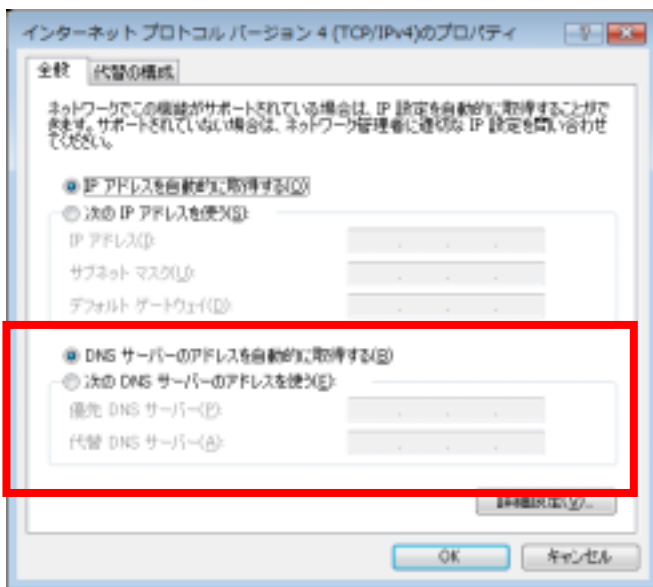 インターネット プロトコル バージョン 4 (TCP/IPv4)のプロパティ
全般
代替の構成
ネットワークでこの機能がサポートされている場合は、IP 設定を自動的に取得することがで
きます。サポートされていない場合は、ネットワーク管理者に適切な IP 設定を問い合わせ
てください。
IP アドレスを自動的に取得する(O)
次の IP アドレスを使う(S):
IP アドレス(I):
サブネット マスク(U):
デフォルト ゲートウェイ(D):
DNS サーバーのアドレスを自動的に取得する(B)
次の DNS サーバーのアドレスを使う(E):
優先 DNS サーバー(P):
代替 DNS サーバー(A):
詳細設定(V)...
OK
キャンセル